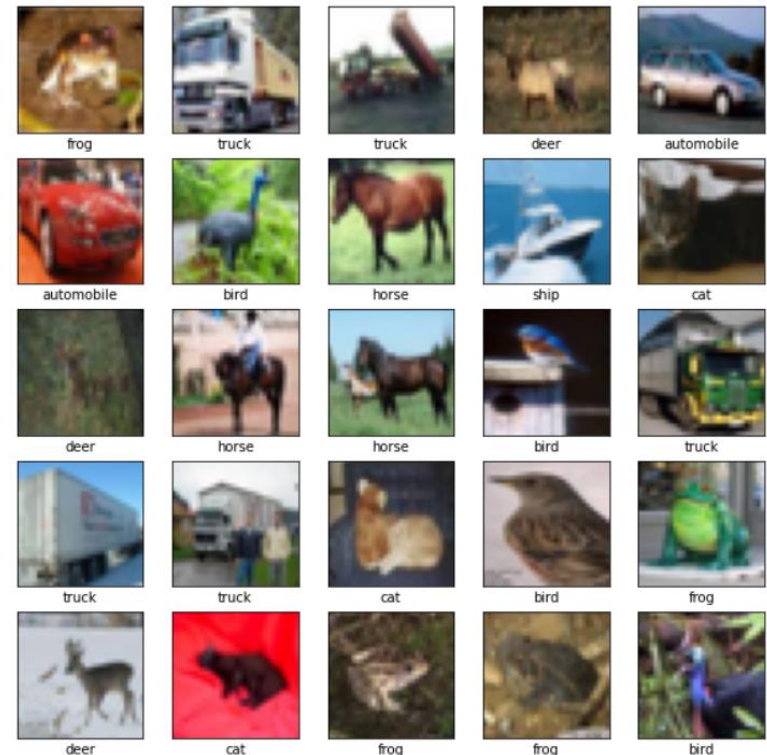 frog truck truck deer automobile
automobile bird horse ship cat
deer horse horse bird truck
truck truck cat bird frog
deer cat frog frog bird